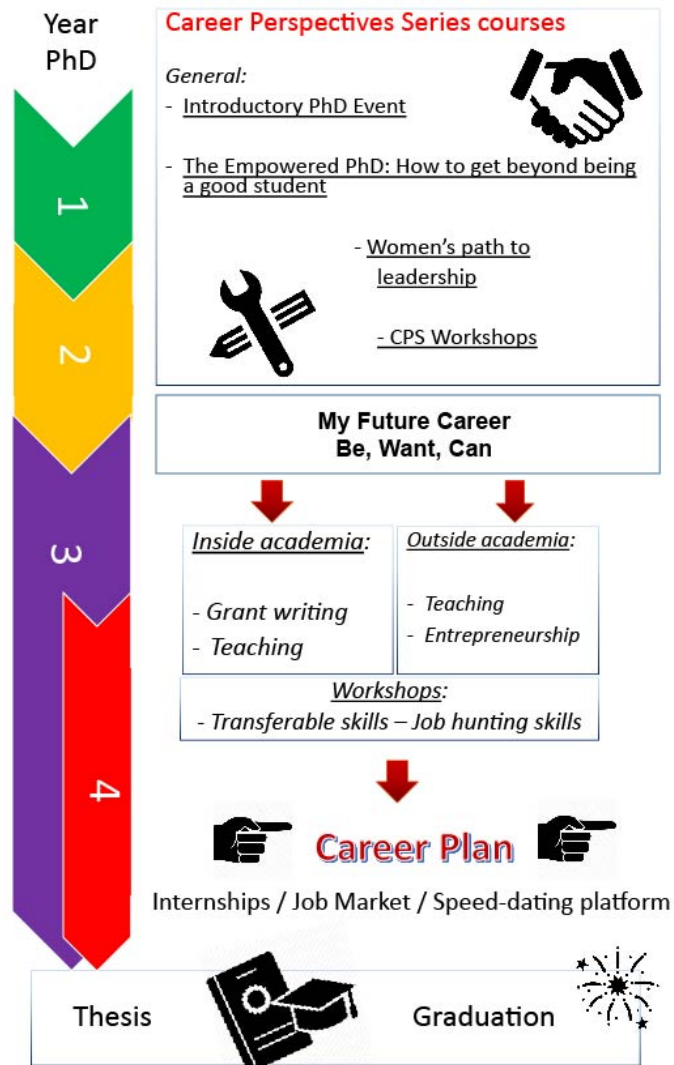 Year
PhD
1
2
3
4
Career Perspectives Series courses
General:
- Introductory PhD Event
- The Empowered PhD: How to get beyond being
a good student
- Women’s path to
leadership
- CPS Workshops
My Future Career
Be, Want, Can
Inside academia:
- Grant writing
- Teaching
Outside academia:
- Teaching
- Entrepreneurship
Workshops:
- Transferable skills – Job hunting skills
Career Plan
Internships / Job Market / Speed-dating platform
Thesis
Graduation